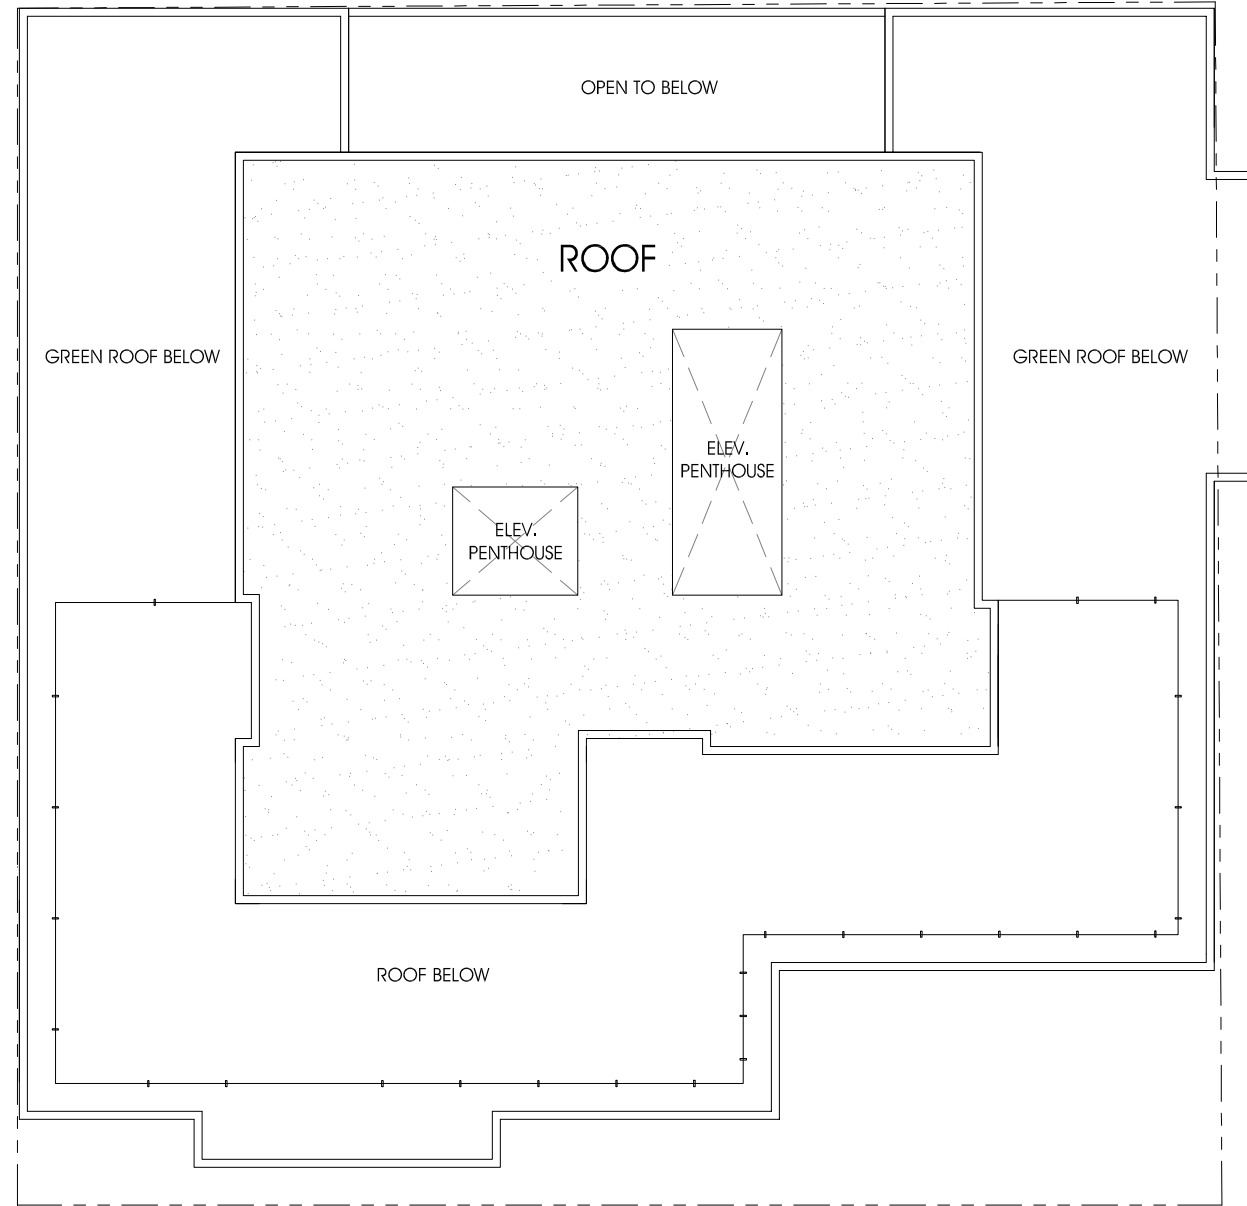 OPEN TO BELOW
ROOF
GREEN ROOF BELOW
GREEN ROOF BELOW
ELEV.
PENTHOUSE
ELEV.
PENTHOUSE
ROOF BELOW